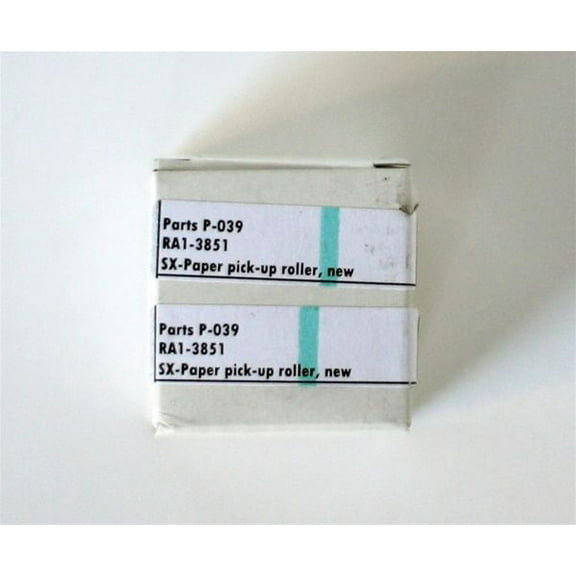 Parts P-039
RA1-3851
SX-Paper pick-up roller, new
Parts P-039
RA1-3851
SX-Paper pick-up roller, new